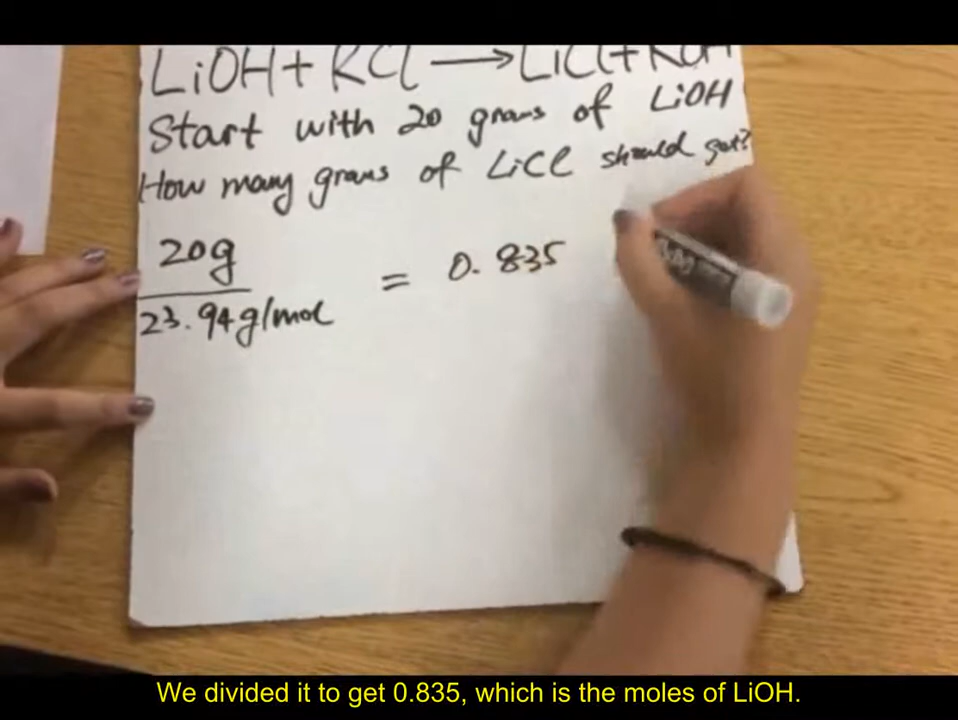 LiOH + KCl → LiCl + KOH
Start with 20 grams of LiOH
How many grams of LiCl should get?
20g
= 0.835
23.94g/mol
We divided it to get 0.835, which is the moles of LiOH.